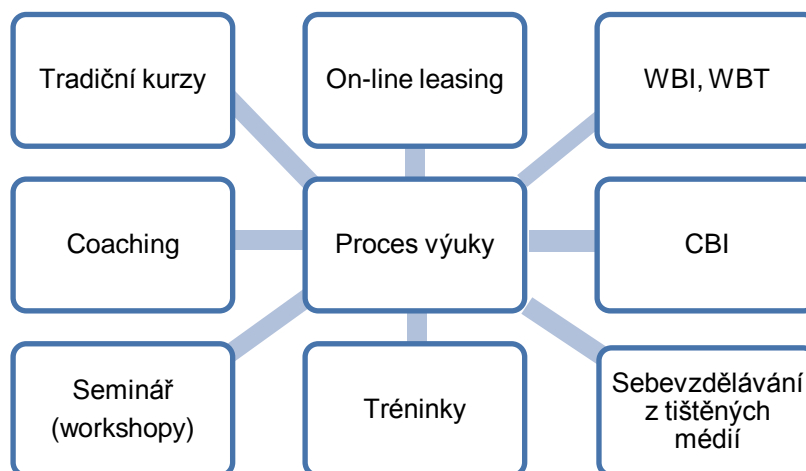 Tradiční kurzy
On-line leasing
WBI, WBT
Coaching
Proces výuky
CBI
Seminář
(workshopy)
Tréninky
Sebevzdělávání
z tištěných
médií